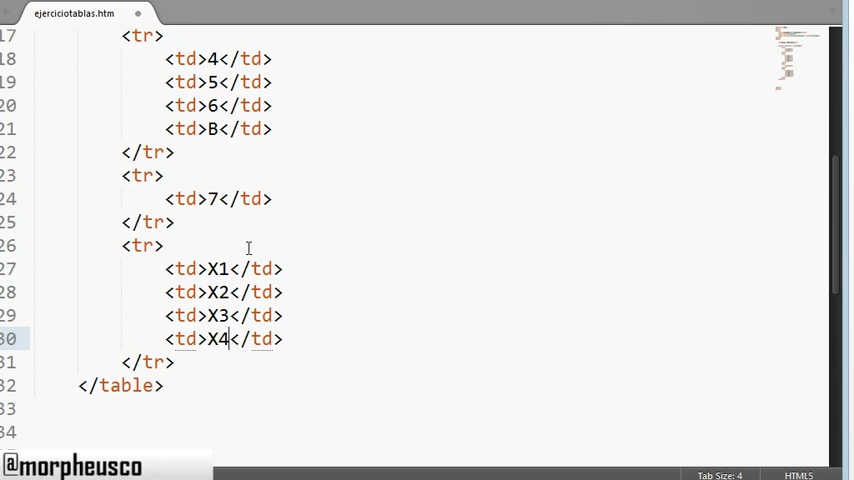 ejerciciotablas.htm
17 <tr>
18 <td>4</td>
19 <td>5</td>
20 <td>6</td>
21 <td>B</td>
22 </tr>
23 <tr>
24 <td>7</td>
25 </tr>
26 <tr>
27 <td>X1</td>
28 <td>X2</td>
29 <td>X3</td>
30 <td>X4</td>
31 </tr>
32 </table>
33
34
@morpheusco
Tab Size: 4 HTML5